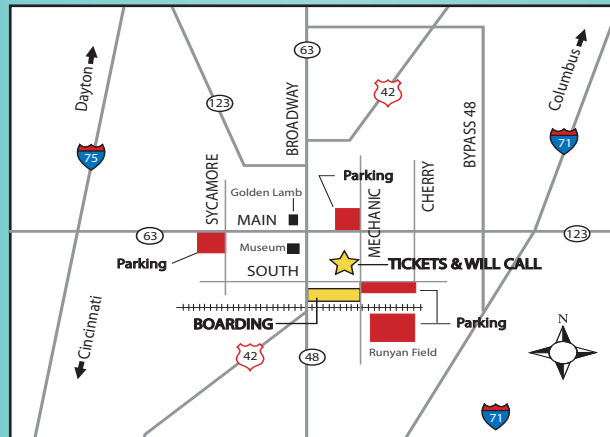 63
Dayton
123
42
Columbus
BROADWAY
BYPASS 48
75
71
SYCAMORE
Golden Lamb
Parking
MECHANIC
CHERRY
MAIN
63
123
Parking
Museum
SOUTH
TICKETS & WILL CALL
BOARDING
Parking
Cincinnati
42
48
Runyan Field
N
71